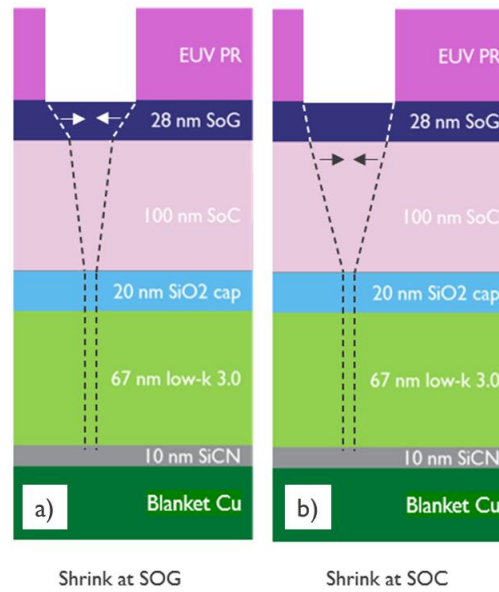 EUV PR
28 nm SoG
100 nm SoC
20 nm SiO2 cap
67 nm low-k 3.0
10 nm SiCN
Blanket Cu
a)
Shrink at SOG
EUV PR
28 nm SoG
100 nm SoC
20 nm SiO2 cap
67 nm low-k 3.0
10 nm SiCN
Blanket Cu
b)
Shrink at SOC